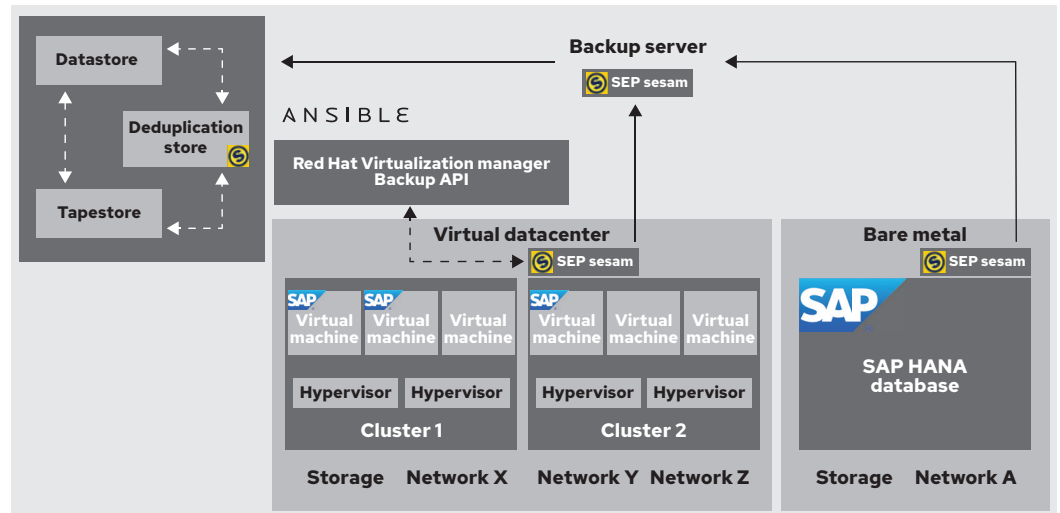 Datastore
Deduplication
store
Tapestore
Backup server
SEP sesam
ANSIBLE
Red Hat Virtualization manager
Backup API
Virtual datacenter
SEP sesam
SAP
Virtual
machine
SAP
Virtual
machine
Virtual
machine
Hypervisor
Hypervisor
Cluster 1
SAP
Virtual
machine
Virtual
machine
Virtual
machine
Hypervisor
Hypervisor
Cluster 2
Storage
Network X
Network Y
Network Z
Bare metal
SEP sesam
SAP
SAP HANA
database
Storage
Network A